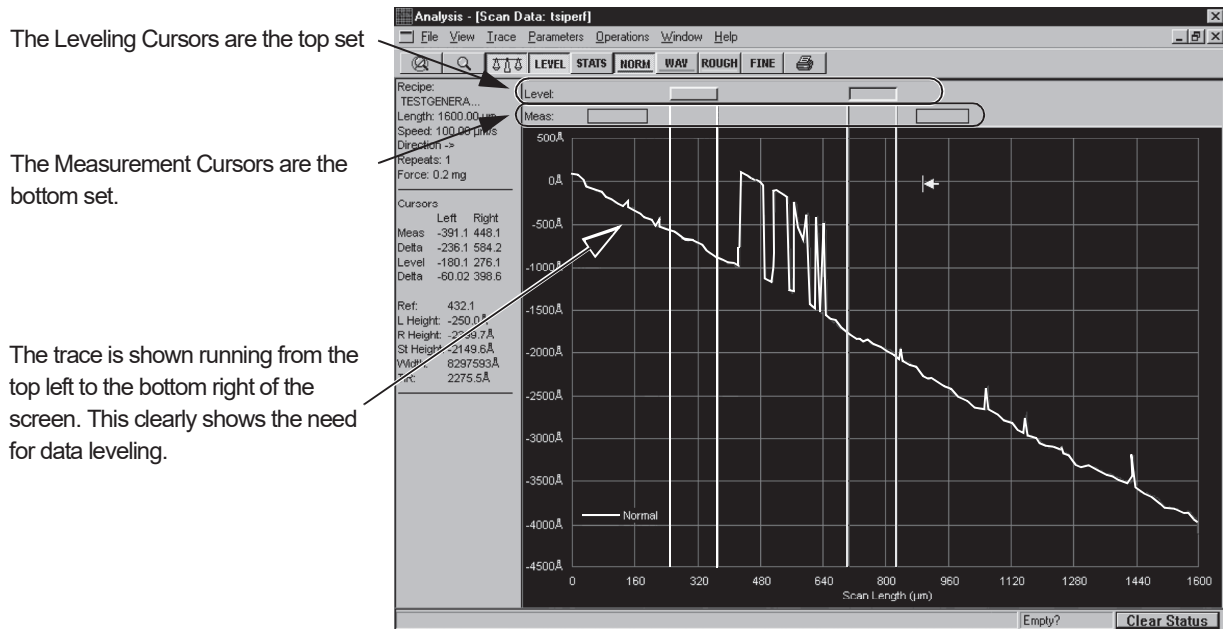 The Leveling Cursors are the top set
The Measurement Cursors are the
bottom set.
The trace is shown running from the
top left to the bottom right of the
screen. This clearly shows the need
for data leveling.
Analysis - [Scan Data: tsiperf]
File View Trace Parameters Operations Window Help
LEVEL STATS NORM WAV ROUGH FINE
Recipe:
TESTGENERA...
Length: 1600.00 µm
Speed: 100.00 µm/s
Direction ->
Repeats: 1
Force: 0.2 mg
Cursors
Left Right
Meas -391.1 448.1
Delta -236.1 584.2
Level -180.1 276.1
Delta -60.02 398.6
Ref: 432.1
L Height: -250.0Å
R Height: Å
St Height: -2149.6Å
Width: 8297593Å
TIR: 2275.5Å
Level:
Meas:
500Å
0Å
-500Å
-1000Å
-1500Å
-2000Å
-2500Å
-3000Å
-3500Å
-4000Å
-4500Å
Normal
0 160 320 480 640 800 960 1120 1280 1440 1600
Scan Length (µm)
Empty? Clear Status